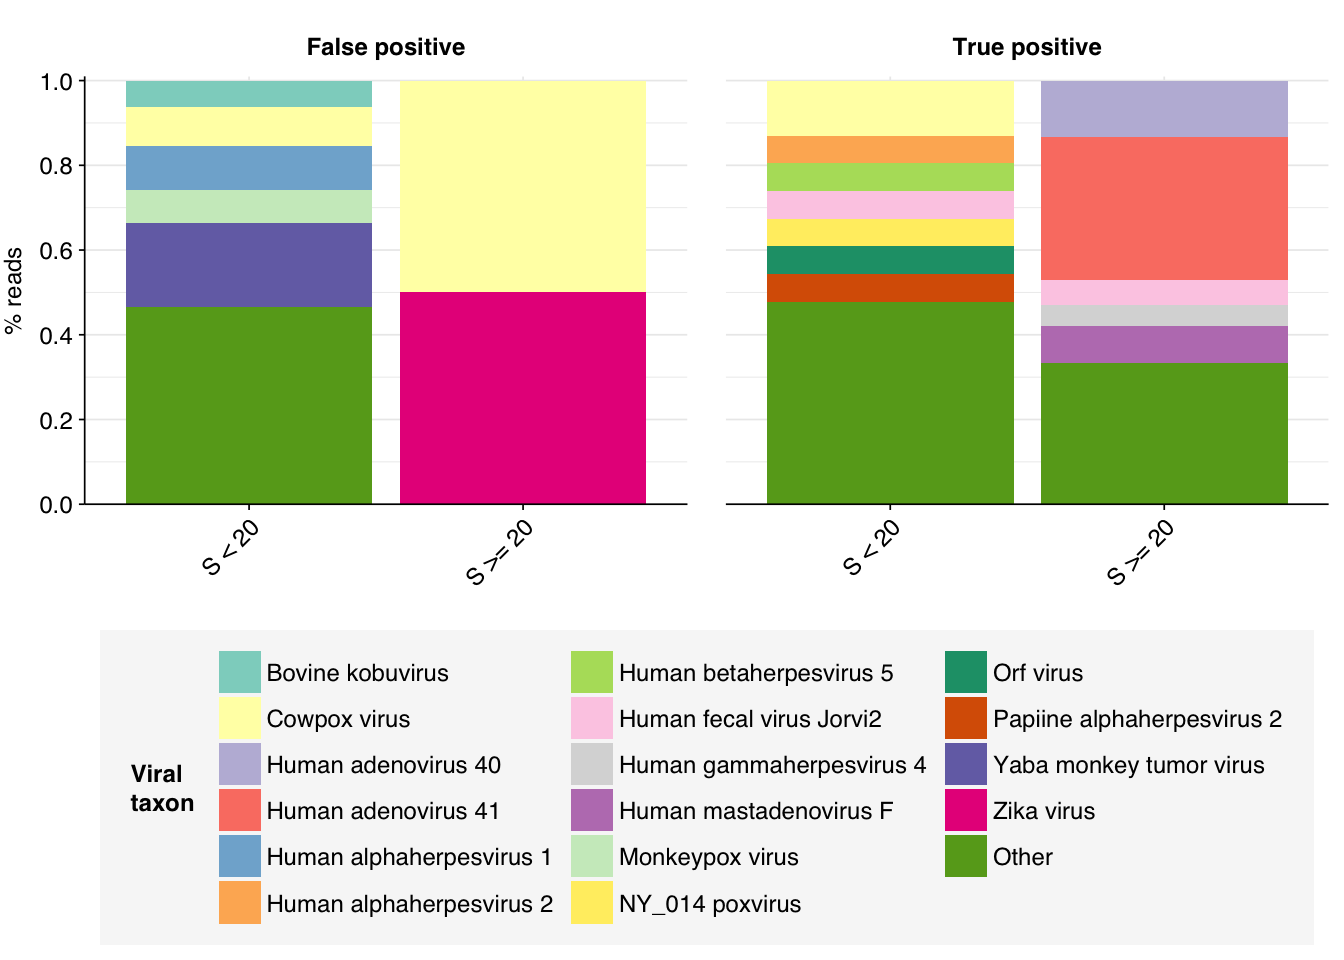 False positive
True positive
1.0
0.8
0.6
0.4
0.2
0.0
% reads
S < 20
S >= 20
S < 20
S >= 20
Viral
taxon
Bovine kobuvirus
Cowpox virus
Human adenovirus 40
Human adenovirus 41
Human alphaherpesvirus 1
Human alphaherpesvirus 2
Human betaherpesvirus 5
Human fecal virus Jorvi2
Human gammaherpesvirus 4
Human mastadenovirus F
Monkeypox virus
NY_014 poxvirus
Orf virus
Papiine alphaherpesvirus 2
Yaba monkey tumor virus
Zika virus
Other